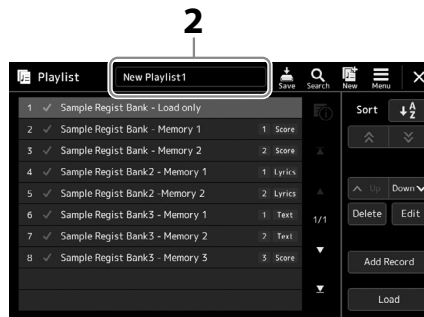 2
Playlist New Playlist1 Save Search New Menu
1 Sample Regist Bank - Load only
2 Sample Regist Bank - Memory 1 1 Score
3 Sample Regist Bank - Memory 2 2 Score
4 Sample Regist Bank2 - Memory 1 1 Lyrics
5 Sample Regist Bank2 -Memory 2 2 Lyrics
6 Sample Regist Bank3 - Memory 1 1 Text
7 Sample Regist Bank3 - Memory 2 2 Text
8 Sample Regist Bank3 - Memory 3 3 Score
1/1
Sort A Z
Up Down
Delete Edit
Add Record
Load